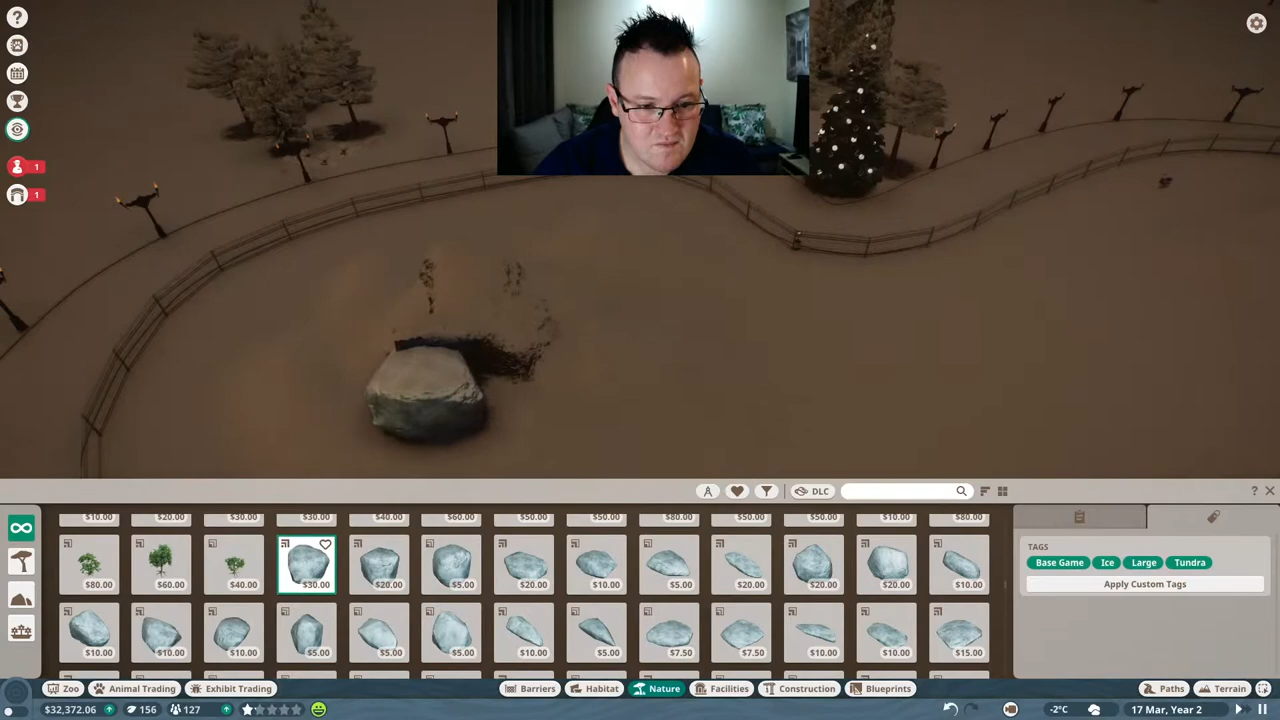 ?
1
1
DLC
? ×
$10.00 $20.00 $30.00 $30.00 $40.00 $60.00 $50.00 $50.00 $80.00 $50.00 $50.00 $80.00
$80.00 $60.00 $40.00 $30.00 $20.00 $5.00 $20.00 $10.00 $5.00 $20.00 $20.00 $20.00 $10.00
$10.00 $10.00 $10.00 $5.00 $5.00 $5.00 $10.00 $5.00 $7.50 $7.50 $10.00 $10.00 $15.00
TAGS
Base Game Ice Large Tundra
Apply Custom Tags
Zoo Animal Trading Exhibit Trading Barriers Habitat Nature Facilities Construction Blueprints Paths Terrain
$32,372.06 156 127 -2°C 17 Mar, Year 2